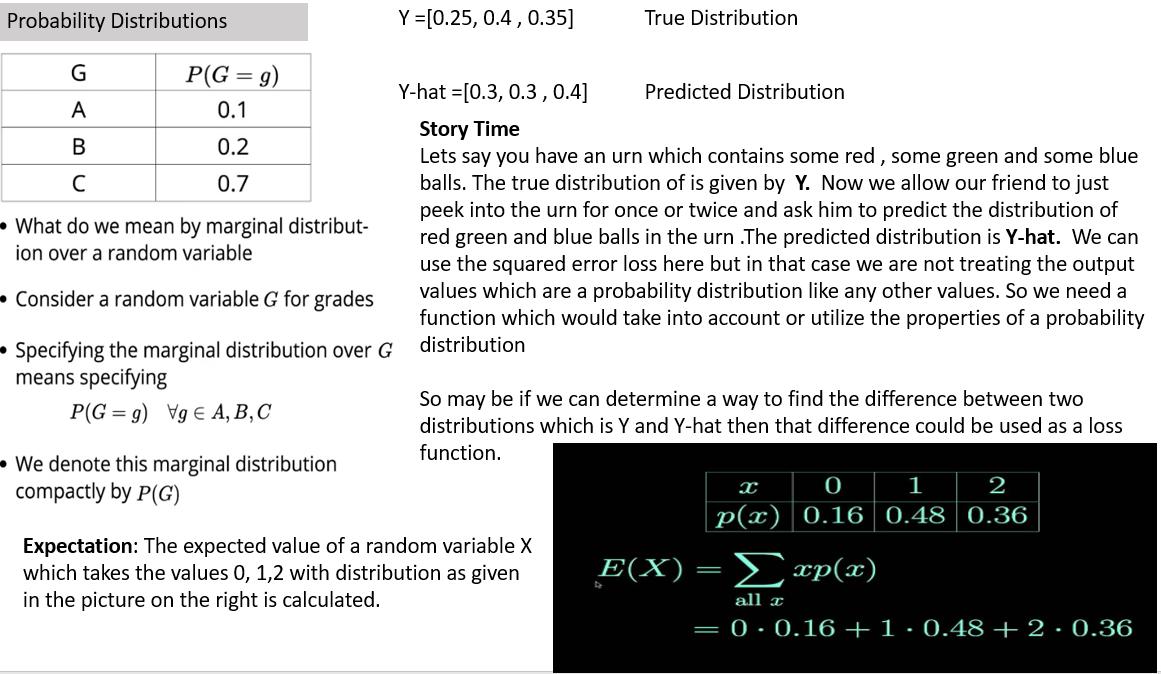 Probability Distributions
G P(G = g)
A 0.1
B 0.2
C 0.7
• What do we mean by marginal distribut-
ion over a random variable
• Consider a random variable G for grades
• Specifying the marginal distribution over G
means specifying
P(G = g) ∀g ∈ A, B, C
• We denote this marginal distribution
compactly by P(G)
Expectation: The expected value of a random variable X
which takes the values 0, 1,2 with distribution as given
in the picture on the right is calculated.
Y =[0.25, 0.4 , 0.35] True Distribution
Y-hat =[0.3, 0.3 , 0.4] Predicted Distribution
Story Time
Lets say you have an urn which contains some red , some green and some blue
balls. The true distribution of is given by Y. Now we allow our friend to just
peek into the urn for once or twice and ask him to predict the distribution of
red green and blue balls in the urn .The predicted distribution is Y-hat. We can
use the squared error loss here but in that case we are not treating the output
values which are a probability distribution like any other values. So we need a
function which would take into account or utilize the properties of a probability
distribution
So may be if we can determine a way to find the difference between two
distributions which is Y and Y-hat then that difference could be used as a loss
function.
x 0 1 2
p(x) 0.16 0.48 0.36
E(X) = ∑ xp(x)
all x
= 0 · 0.16 + 1 · 0.48 + 2 · 0.36